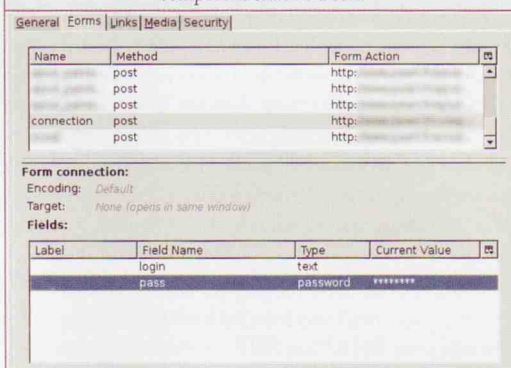 General Forms Links Media Security
Name Method Form Action
post http:
post http:
post http:
connection post http:
post http:
Form connection:
Encoding: Default
Target: None (opens in same window)
Fields:
Label Field Name Type Current Value
login text
pass password ********